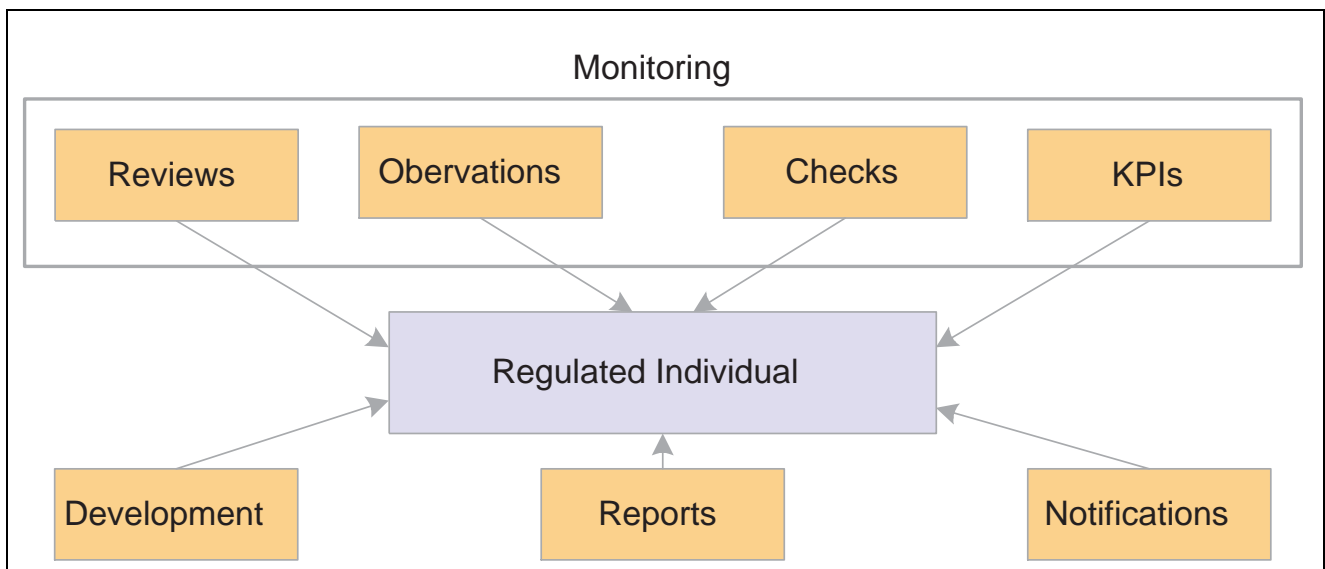 Monitoring
Reviews
Obervations
Checks
KPIs
Regulated Individual
Development
Reports
Notifications